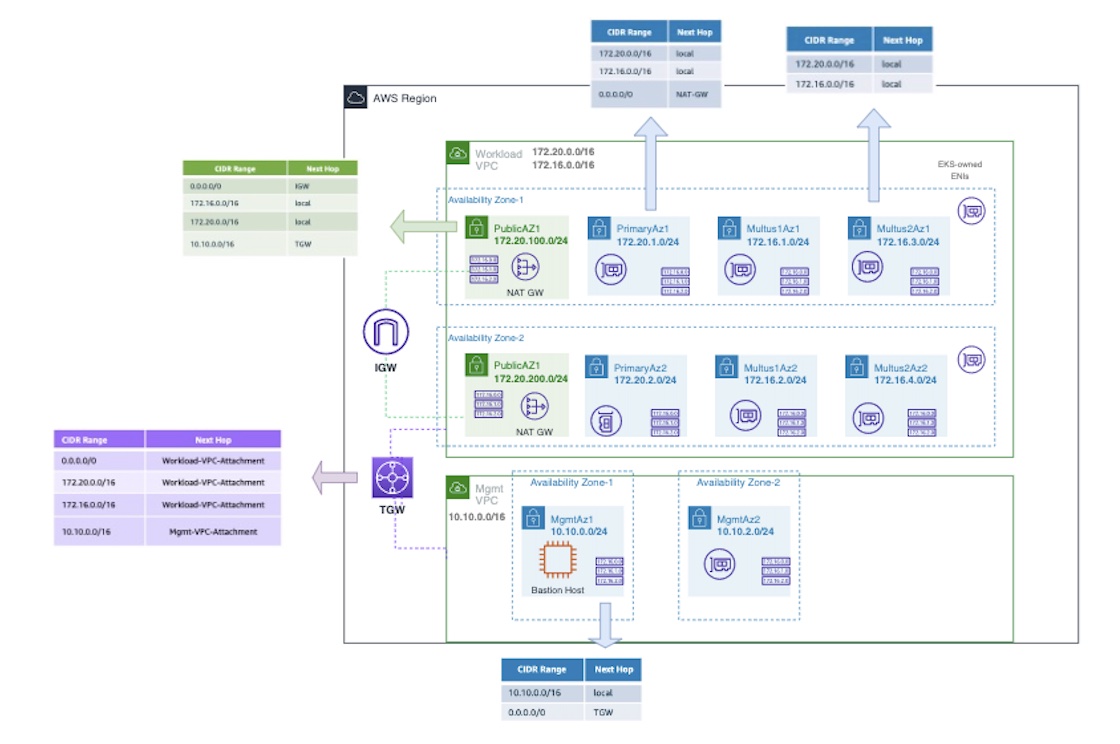 CIDR Range Next Hop
172.20.0.0/16 local
172.16.0.0/16 local
0.0.0.0/0 NAT-GW
CIDR Range Next Hop
172.20.0.0/16 local
172.16.0.0/16 local
AWS Region
Workload VPC
172.20.0.0/16
172.16.0.0/16
EKS-owned
ENIs
CIDR Range Next Hop
0.0.0.0/0 IGW
172.16.0.0/16 local
172.20.0.0/16 local
10.10.0.0/16 TGW
Availability Zone-1
PublicAZ1
172.20.100.0/24
NAT GW
PrimaryAz1
172.20.1.0/24
Multus1Az1
172.16.1.0/24
Multus2Az1
172.16.3.0/24
IGW
Availability Zone-2
PublicAZ1
172.20.200.0/24
NAT GW
PrimaryAz2
172.20.2.0/24
Multus1Az2
172.16.2.0/24
Multus2Az2
172.16.4.0/24
CIDR Range Next Hop
0.0.0.0/0 Workload-VPC-Attachment
172.20.0.0/16 Workload-VPC-Attachment
172.16.0.0/16 Workload-VPC-Attachment
10.10.0.0/16 Mgmt-VPC-Attachment
TGW
Mgmt
VPC
10.10.0.0/16
Availability Zone-1
MgmtAz1
10.10.0.0/24
Bastion Host
Availability Zone-2
MgmtAz2
10.10.2.0/24
CIDR Range Next Hop
10.10.0.0/16 local
0.0.0.0/0 TGW